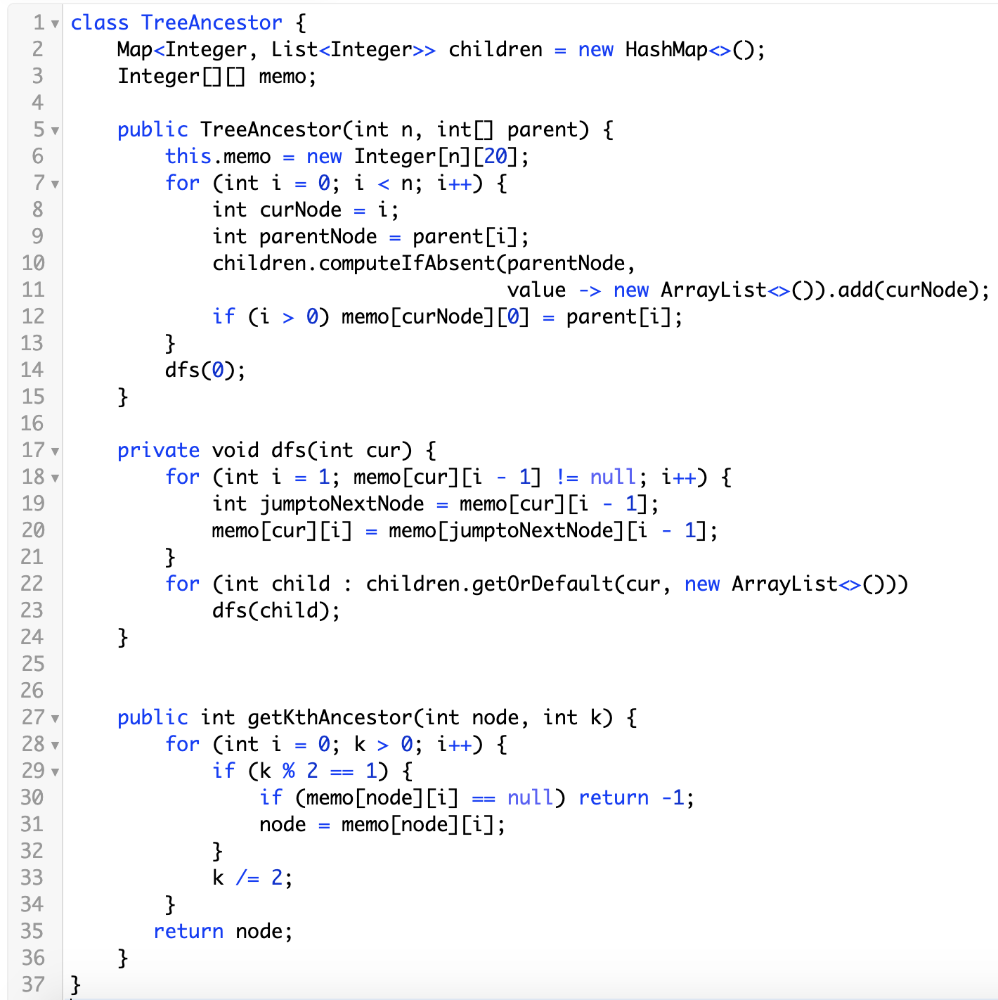 1 class TreeAncestor {
2     Map<Integer, List<Integer>> children = new HashMap<>();
3     Integer[][] memo;
4
5     public TreeAncestor(int n, int[] parent) {
6         this.memo = new Integer[n][20];
7         for (int i = 0; i < n; i++) {
8             int curNode = i;
9             int parentNode = parent[i];
10             children.computeIfAbsent(parentNode,
11                                      value -> new ArrayList<>()).add(curNode);
12             if (i > 0) memo[curNode][0] = parent[i];
13         }
14         dfs(0);
15     }
16
17     private void dfs(int cur) {
18         for (int i = 1; memo[cur][i - 1] != null; i++) {
19             int jumptoNextNode = memo[cur][i - 1];
20             memo[cur][i] = memo[jumptoNextNode][i - 1];
21         }
22         for (int child : children.getOrDefault(cur, new ArrayList<>()))
23             dfs(child);
24     }
25
26
27     public int getKthAncestor(int node, int k) {
28         for (int i = 0; k > 0; i++) {
29             if (k % 2 == 1) {
30                 if (memo[node][i] == null) return -1;
31                 node = memo[node][i];
32             }
33             k /= 2;
34         }
35        return node;
36     }
37 }